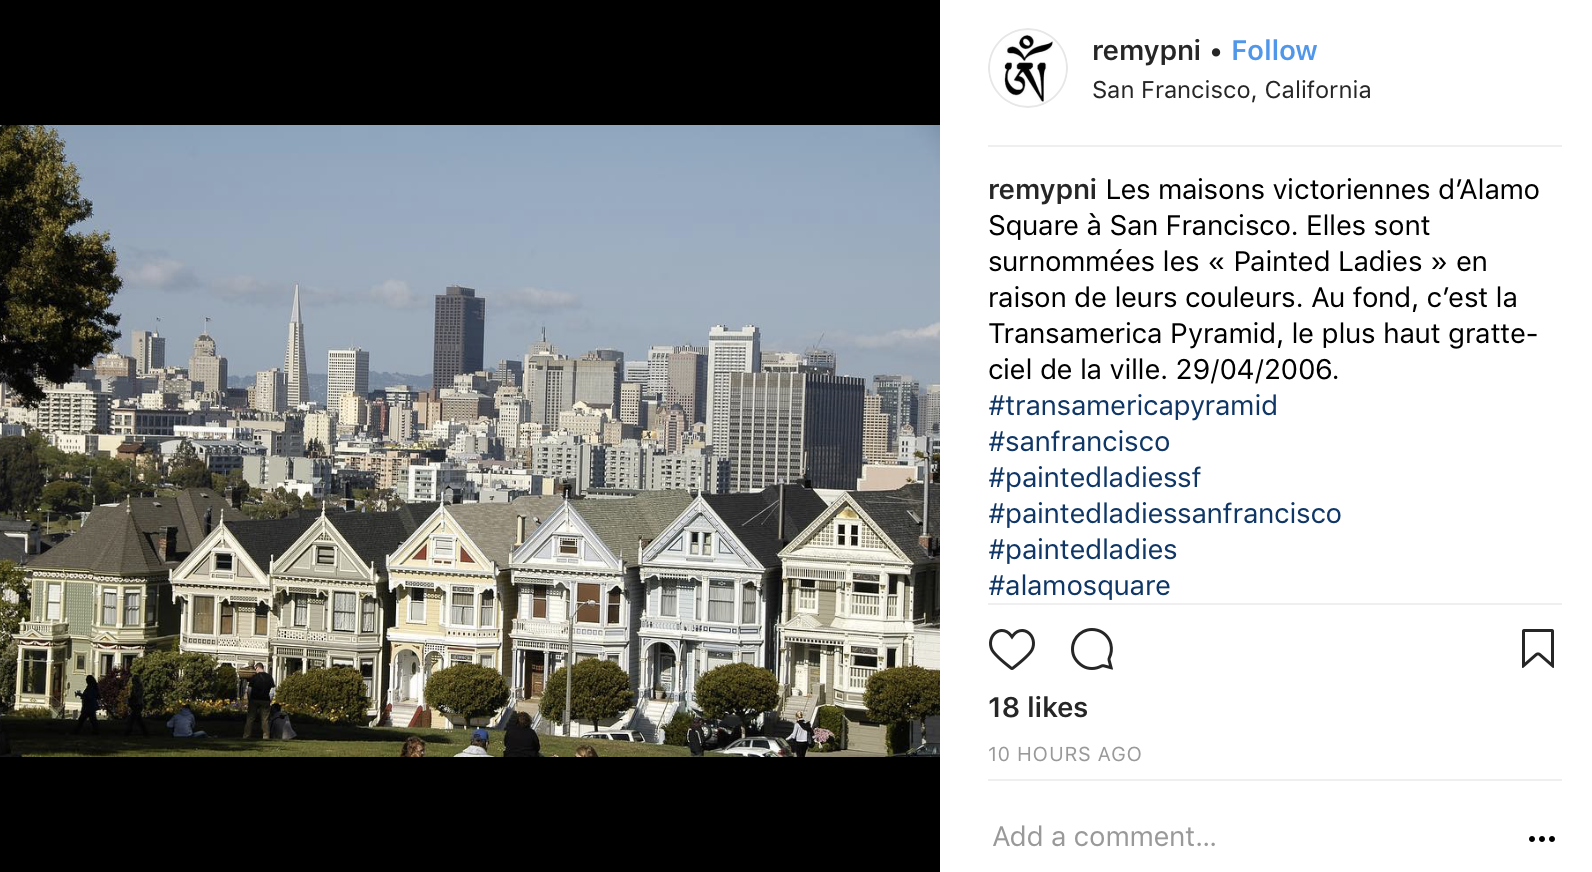 remypni • Follow
San Francisco, California
remypni Les maisons victoriennes d’Alamo
Square à San Francisco. Elles sont
surnommées les « Painted Ladies » en
raison de leurs couleurs. Au fond, c’est la
Transamerica Pyramid, le plus haut gratte-
ciel de la ville. 29/04/2006.
#transamericapyramid
#sanfrancisco
#paintedladiessf
#paintedladiessanfrancisco
#paintedladies
#alamosquare
18 likes
10 HOURS AGO
Add a comment...